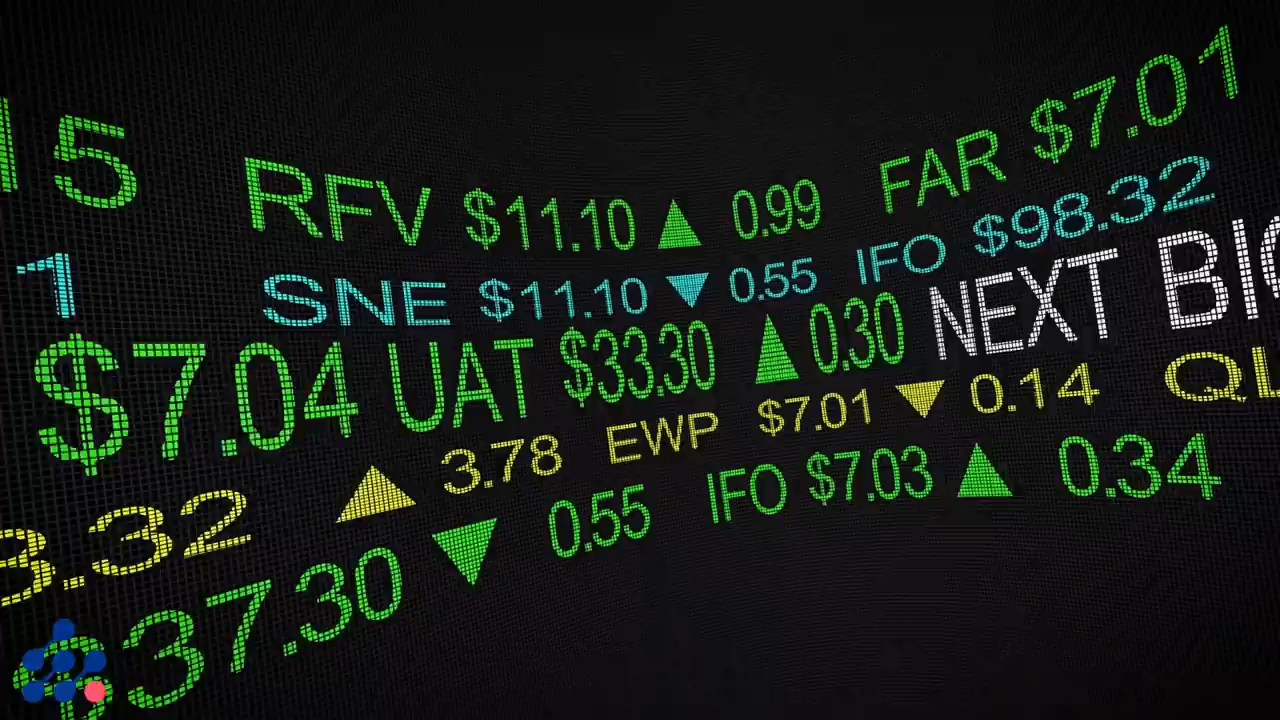 15 RFV $11.10 ▲ 0.99 FAR $7.01
1 SNE $11.10 ▼ 0.55 IFO $98.32
$7.04 UAT $33.30 ▲ 0.30 NEXT
3.32 ▲ 3.78 EWP $7.01 ▼ 0.14
$37.30 ▼ 0.55 IFO $7.03 ▲ 0.34